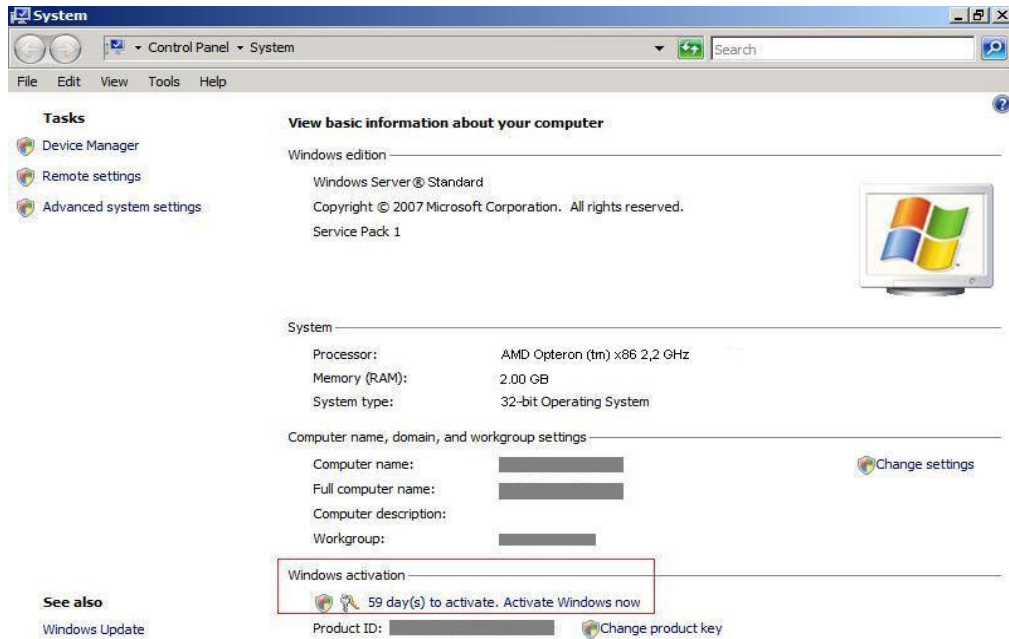 System
Control Panel System
Search
File Edit View Tools Help
Tasks
Device Manager
Remote settings
Advanced system settings
View basic information about your computer
Windows edition
Windows Server® Standard
Copyright © 2007 Microsoft Corporation. All rights reserved.
Service Pack 1
System
Processor: AMD Opteron (tm) x86 2,2 GHz
Memory (RAM): 2.00 GB
System type: 32-bit Operating System
Computer name, domain, and workgroup settings
Computer name:
Change settings
Full computer name:
Computer description:
Workgroup:
Windows activation
59 day(s) to activate. Activate Windows now
Product ID: Change product key
See also
Windows Update